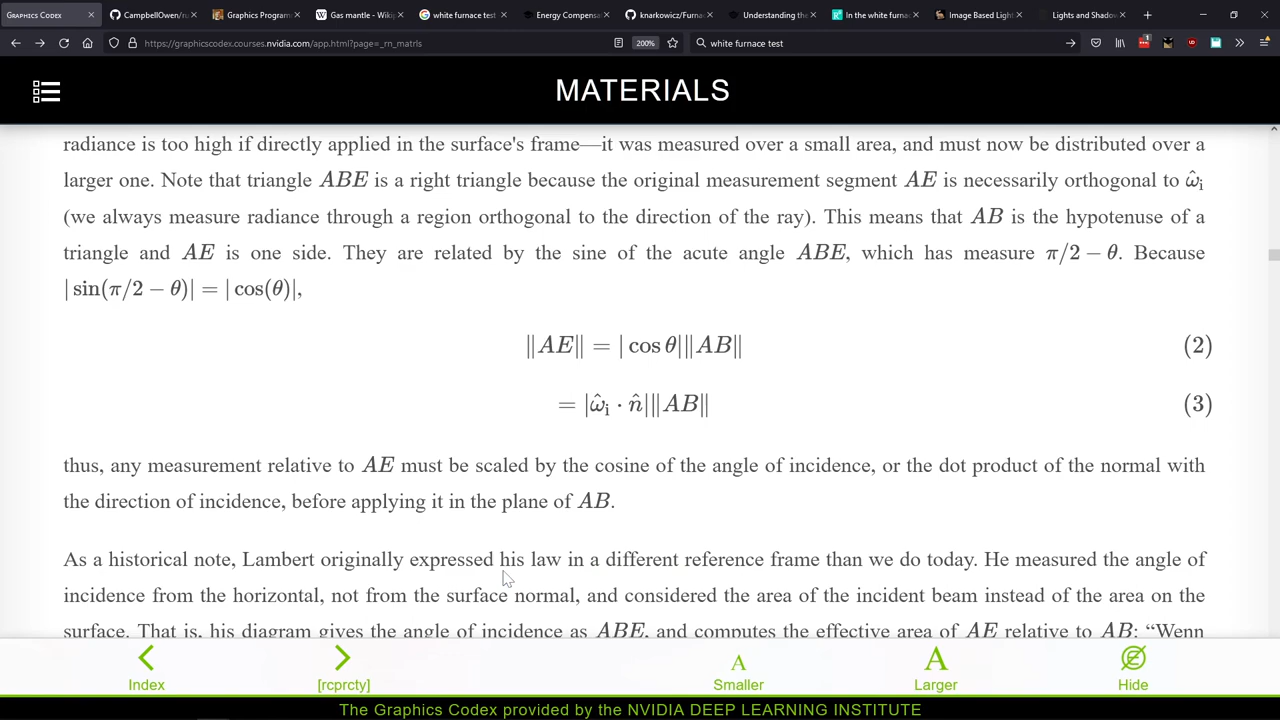 Graphics Codex
CampbellOwen/ru
Graphics Program
Gas mantle - Wiki
white furnace test
Energy Compensat
knarkowicz/Furna
Understanding the
In the white furnac
Image Based Light
Lights and Shadow
https://graphicscodex.courses.nvidia.com/app.html?page=_rn_matrls
200%
white furnace test
MATERIALS
radiance is too high if directly applied in the surface's frame—it was measured over a small area, and must now be distributed over a
larger one. Note that triangle ABE is a right triangle because the original measurement segment AE is necessarily orthogonal to ω̂i
(we always measure radiance through a region orthogonal to the direction of the ray). This means that AB is the hypotenuse of a
triangle and AE is one side. They are related by the sine of the acute angle ABE, which has measure π/2 − θ. Because
| sin(π/2 − θ)| = | cos(θ)|,
‖AE‖ = | cos θ|‖AB‖ (2)
= |ω̂i · n̂|‖AB‖ (3)
thus, any measurement relative to AE must be scaled by the cosine of the angle of incidence, or the dot product of the normal with
the direction of incidence, before applying it in the plane of AB.
As a historical note, Lambert originally expressed his law in a different reference frame than we do today. He measured the angle of
incidence from the horizontal, not from the surface normal, and considered the area of the incident beam instead of the area on the
surface. That is, his diagram gives the angle of incidence as ABE, and computes the effective area of AE relative to AB: “Wenn
A
A
Index
[rcprcty]
Smaller
Larger
Hide
The Graphics Codex provided by the NVIDIA DEEP LEARNING INSTITUTE